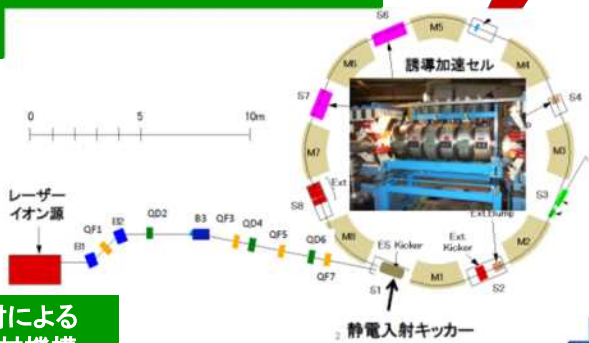 S6
M5
M6
M4
誘導加速セル
S4
S7
0
5
10m
M7
M3
Ext
S3
レーザー
イオン源
S8
Ext.Dump
B1
QF1
B2
QD2
B3
QF3
QD4
QF5
QD6
QF7
M8
ES Kicker
Ext.
Kicker
M2
S1
M1
S2
2
静電入射キッカー
による